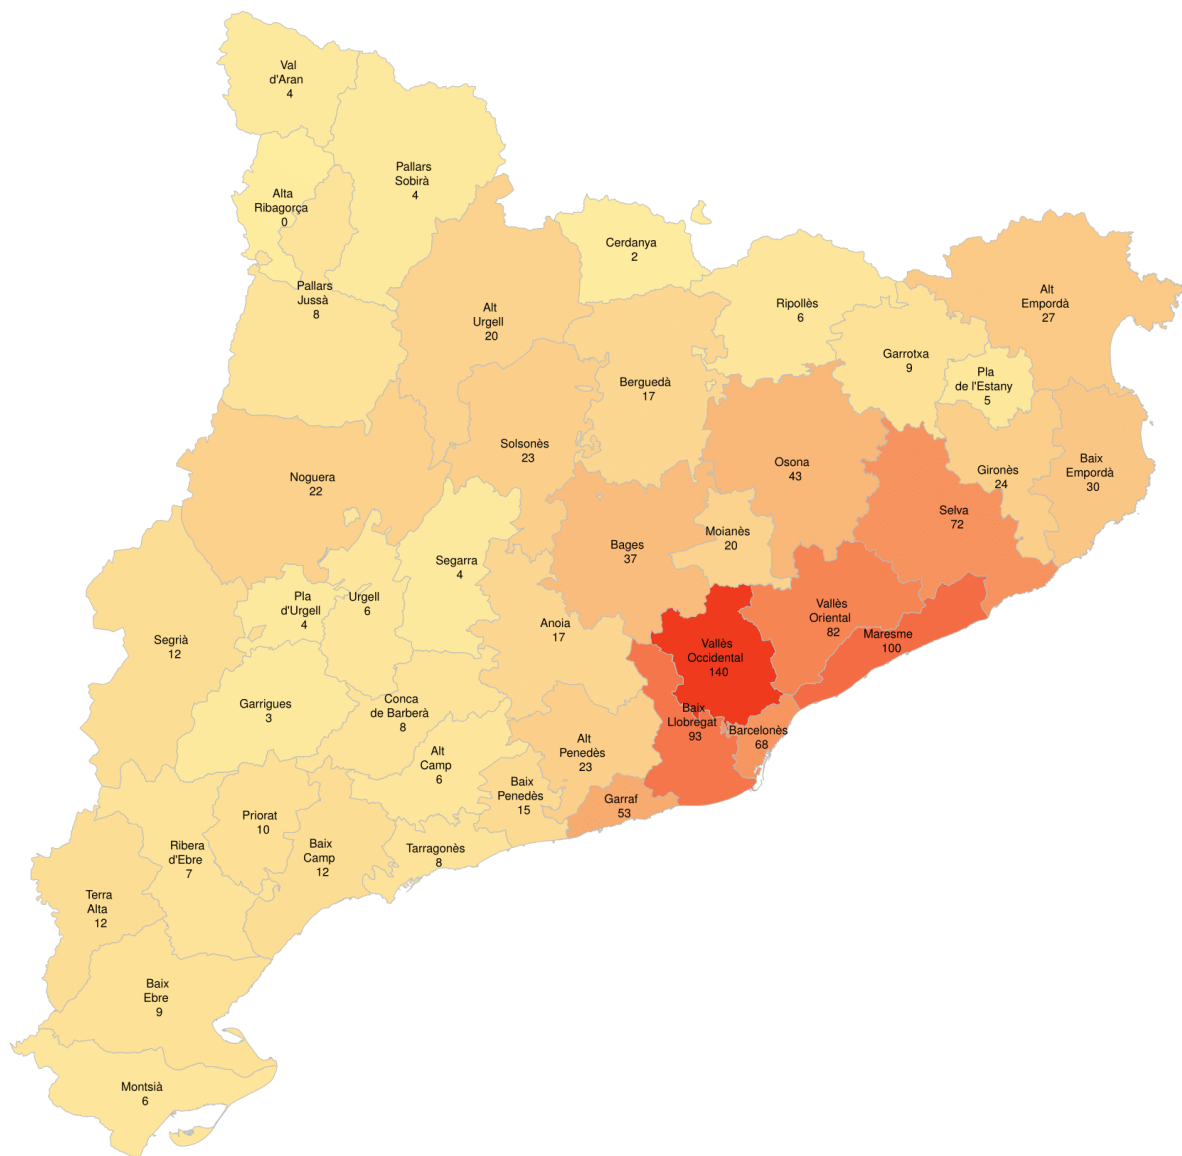 Val
d'Aran
4
Pallars
Sobirà
4
Alta
Ribagorça
0
Cerdanya
2
Pallars
Jussà
8
Alt
Urgell
20
Ripollès
6
Alt
Empordà
27
Garrotxa
9
Pla
de l'Estany
5
Berguedà
17
Solsonès
23
Noguera
22
Osona
43
Gironès
24
Baix
Empordà
30
Selva
72
Moianès
20
Bages
37
Segarra
4
Pla
d'Urgell
4
Urgell
6
Segrià
12
Anoia
17
Vallès
Oriental
82
Maresme
100
Vallès
Occidental
140
Garrigues
3
Conca
de Barberà
8
Baix
Llobregat
93
Barcelonès
68
Alt
Penedès
23
Alt
Camp
6
Baix
Penedès
15
Garraf
53
Priorat
10
Ribera
d'Ebre
7
Baix
Camp
12
Tarragonès
8
Terra
Alta
12
Baix
Ebre
9
Montsià
6